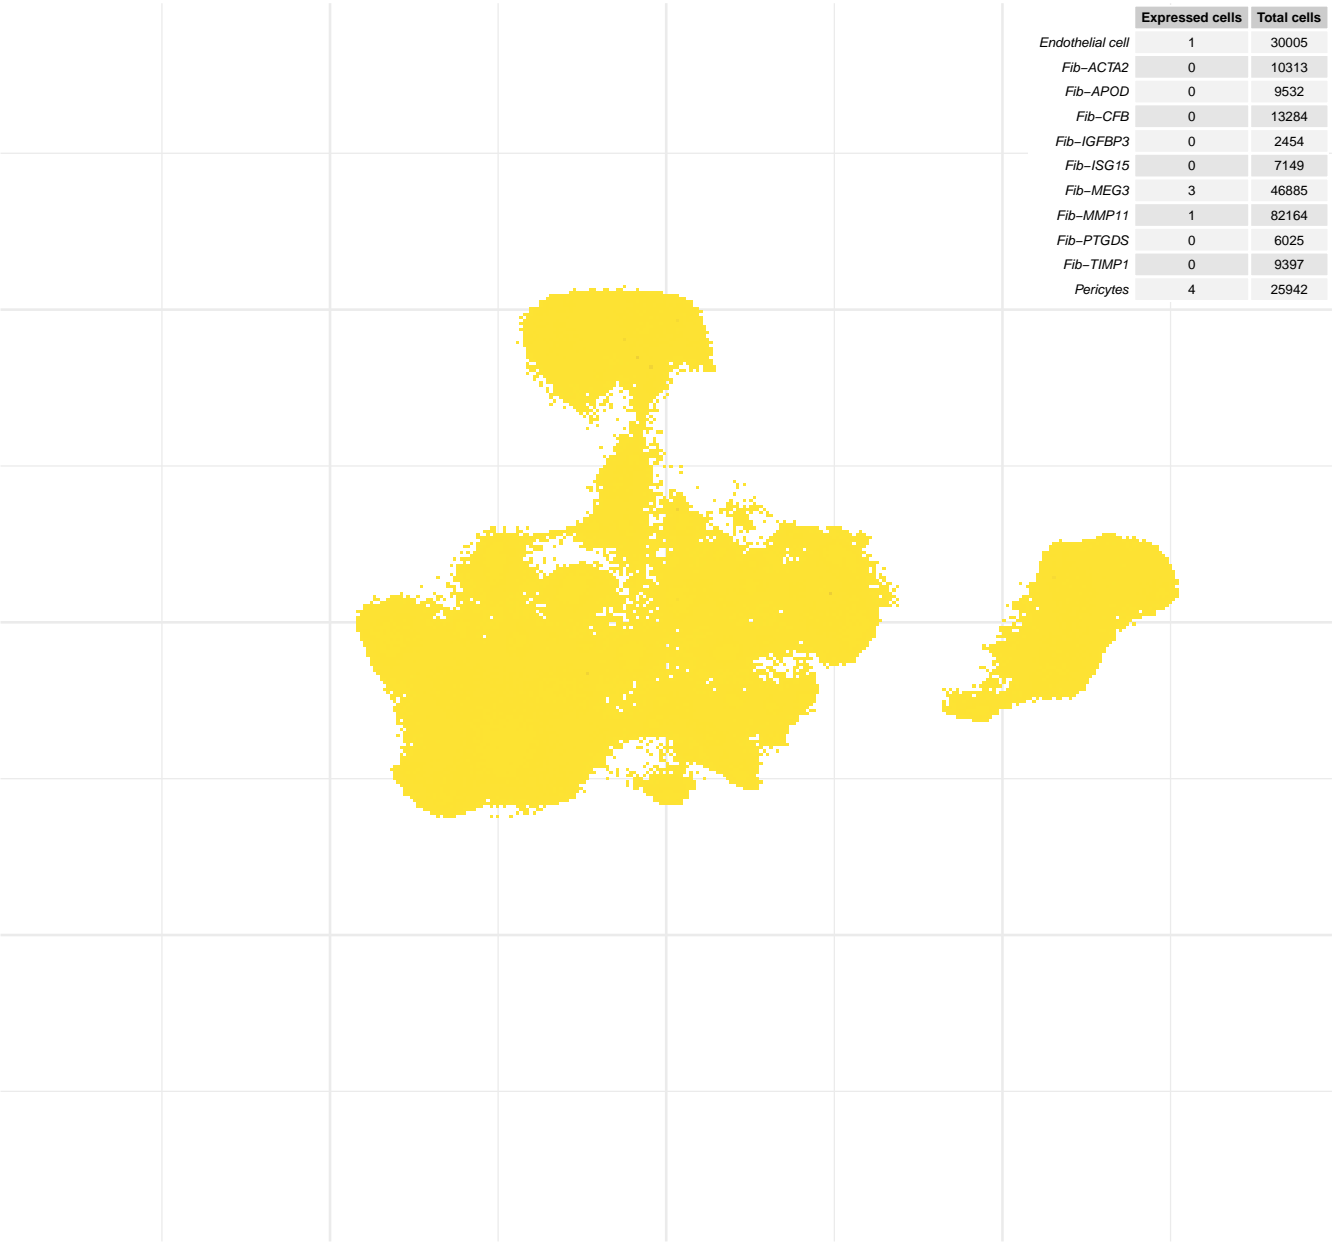 Expressed cells Total cells
Endothelial cell 1 30005
Fib−ACTA2 0 10313
Fib−APOD 0 9532
Fib−CFB 0 13284
Fib−IGFBP3 0 2454
Fib−ISG15 0 7149
Fib−MEG3 3 46885
Fib−MMP11 1 82164
Fib−PTGDS 0 6025
Fib−TIMP1 0 9397
Pericytes 4 25942